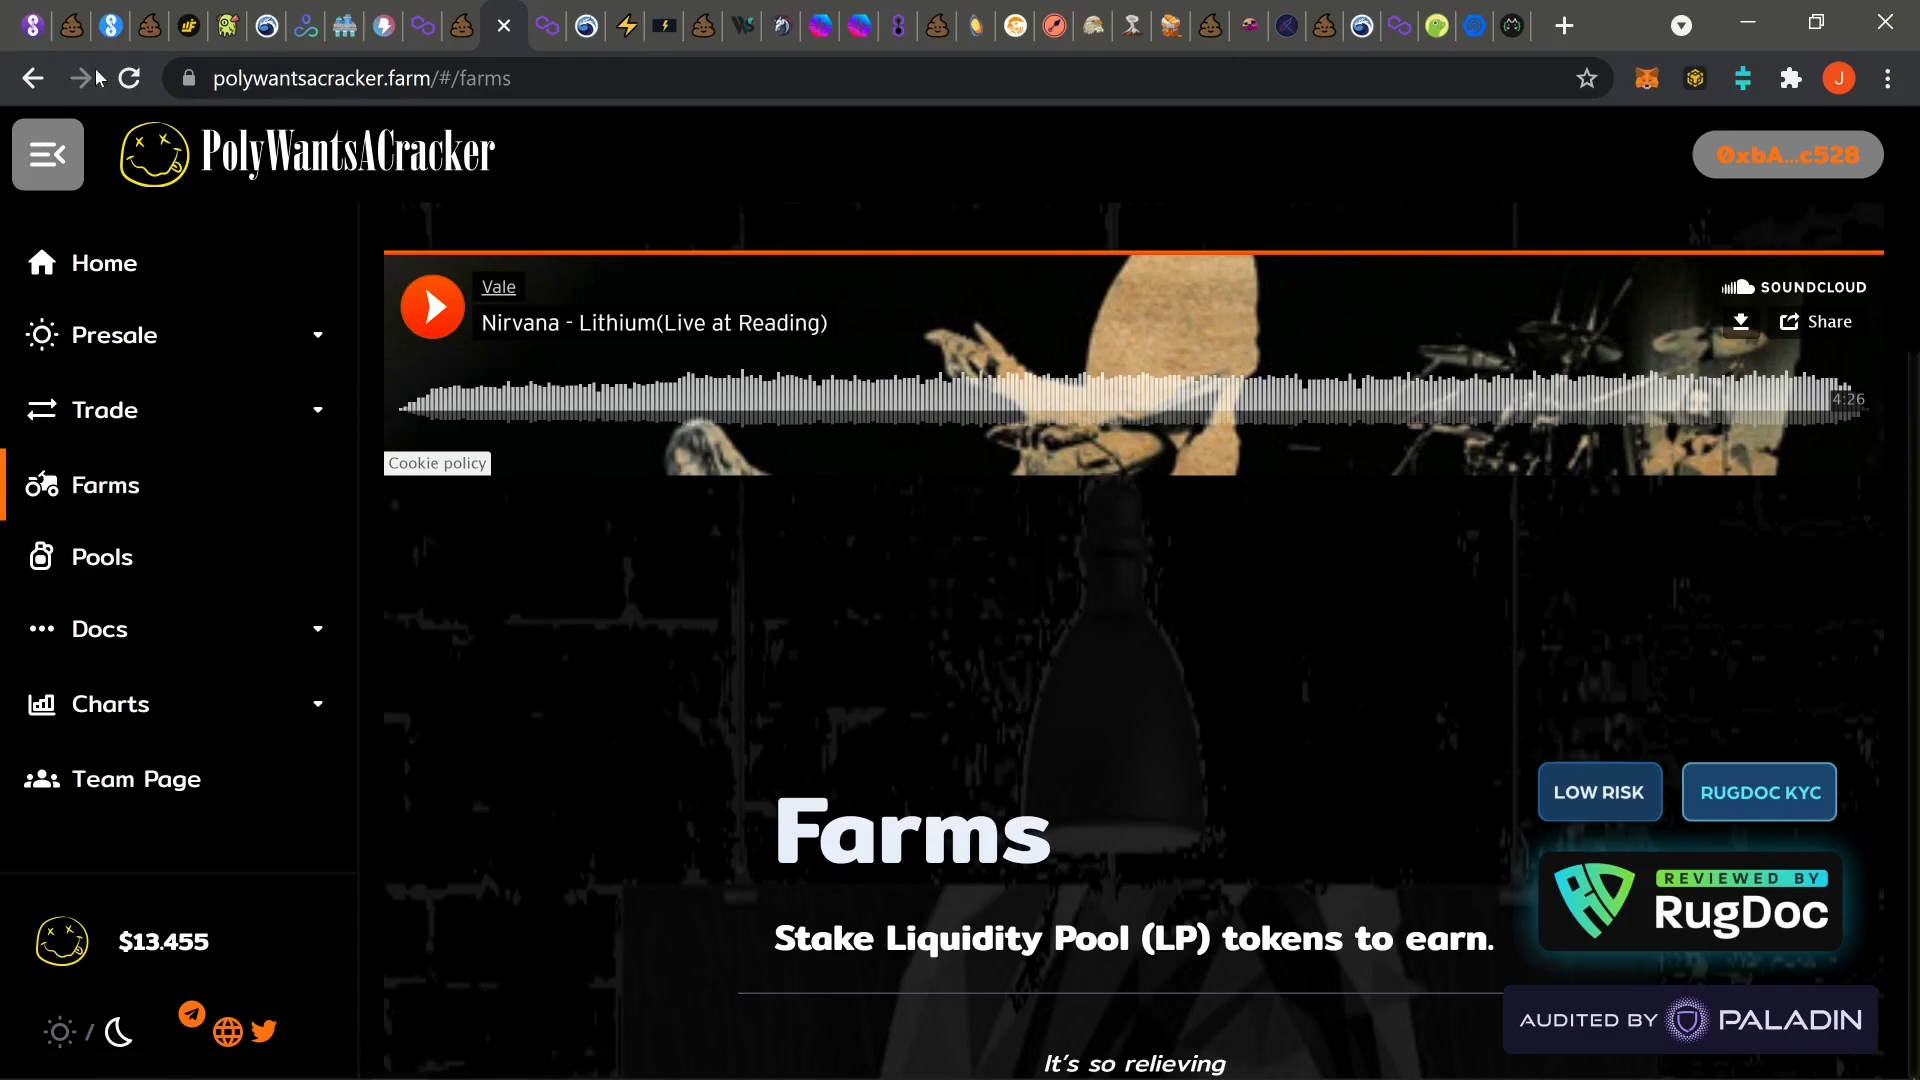 polywantsacracker.farm/#/farms
J
PolyWantsACracker
0xbA...c528
Home
Presale
Trade
Farms
Pools
Docs
Charts
Team Page
$13.455
/
Vale
Nirvana - Lithium(Live at Reading)
SOUNDCLOUD
Share
4:26
Cookie policy
Farms
Stake Liquidity Pool (LP) tokens to earn.
It's so relieving
LOW RISK
RUGDOC KYC
REVIEWED BY
RugDoc
AUDITED BY PALADIN